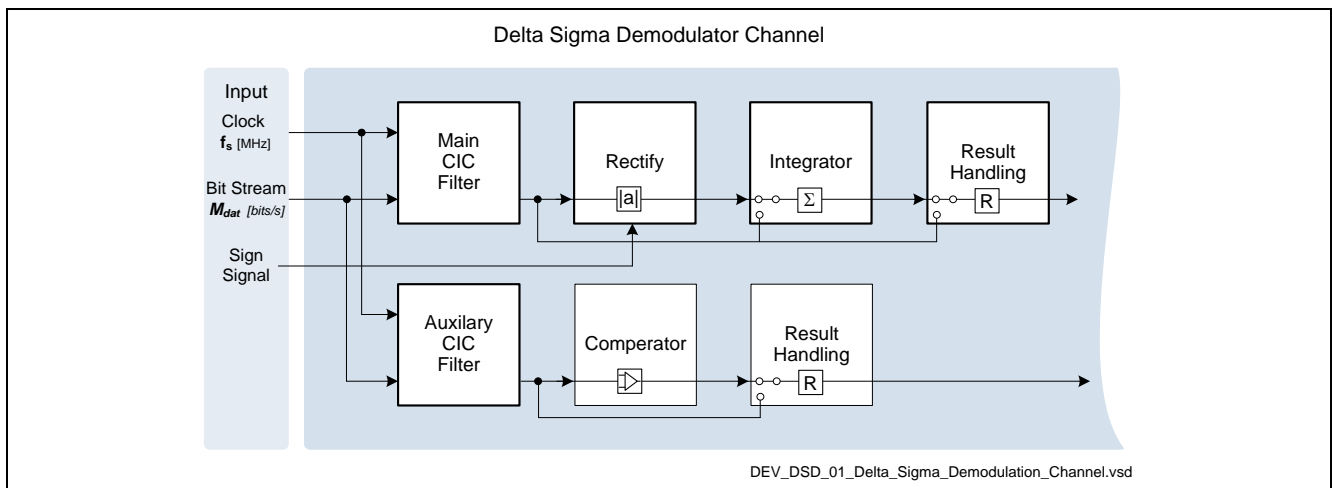 Delta Sigma Demodulator Channel
Input
Clock
fs [MHz]
Bit Stream
Mdat [bits/s]
Sign
Signal
Main
CIC
Filter
Rectify
|a|
Integrator
Σ
Result
Handling
R
Auxilary
CIC
Filter
Comperator
Result
Handling
R
DEV_DSD_01_Delta_Sigma_Demodulation_Channel.vsd